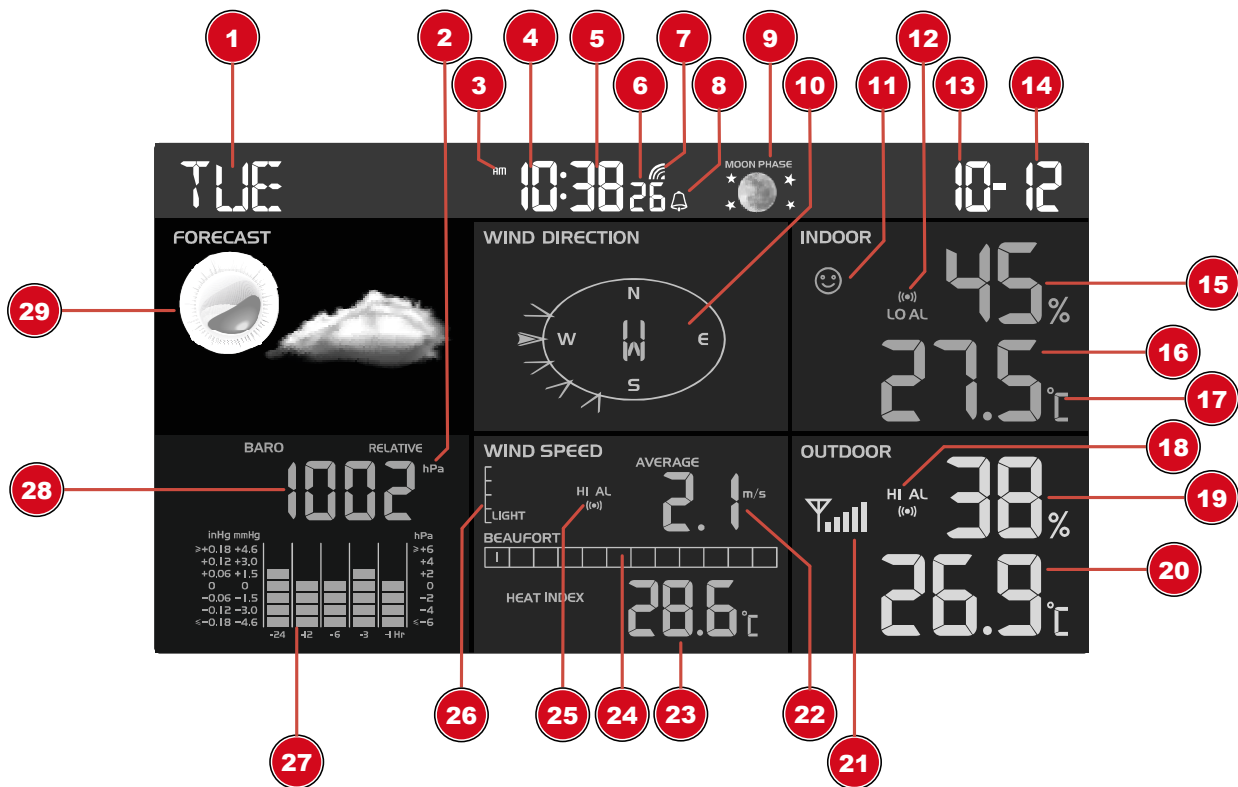 1 2 4 5 7 9 12
3 6 8 10 11 13 14
TUE AM 10:38 26 MOON PHASE 10-12
FORECAST
29
WIND DIRECTION
N
W W E
S
INDOOR
LO AL
45 %
15
27.5 °C
16
17
BARO RELATIVE
1002 hPa
28
inHg mmHg hPa
≥+0.18 +4.6 ≥+6
+0.12 +3.0 +4
+0.06 +1.5 +2
0 0 0
-0.06 -1.5 -2
-0.12 -3.0 -4
≤-0.18 -4.6 ≤-6
-24 -12 -6 -3 -1 Hr
WIND SPEED
AVERAGE
HI AL
2.1 m/s
LIGHT
BEAUFORT
1
HEAT INDEX
28.6 °C
OUTDOOR
HI AL
38 %
18
19
26.9 °C
20
26 25 24 23 22
27 21